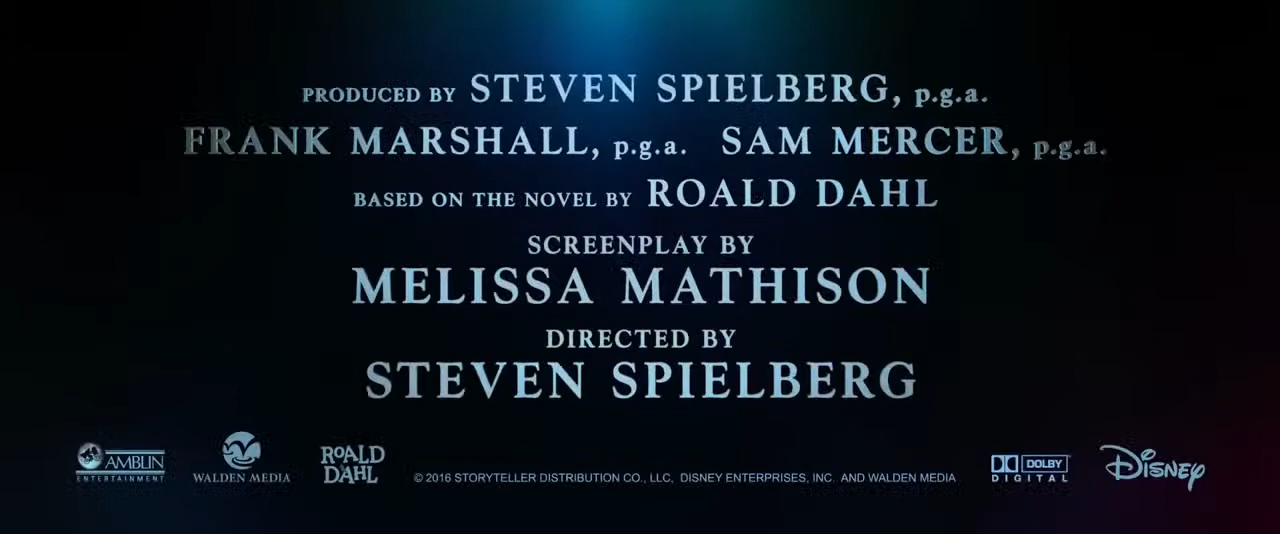 PRODUCED BY STEVEN SPIELBERG, p.g.a.
FRANK MARSHALL, p.g.a. SAM MERCER, p.g.a.
BASED ON THE NOVEL BY ROALD DAHL
SCREENPLAY BY
MELISSA MATHISON
DIRECTED BY
STEVEN SPIELBERG
AMBLIN
ENTERTAINMENT
WALDEN MEDIA
ROALD
DAHL
© 2016 STORYTELLER DISTRIBUTION CO., LLC, DISNEY ENTERPRISES, INC. AND WALDEN MEDIA
DOLBY
DIGITAL
DISNEY